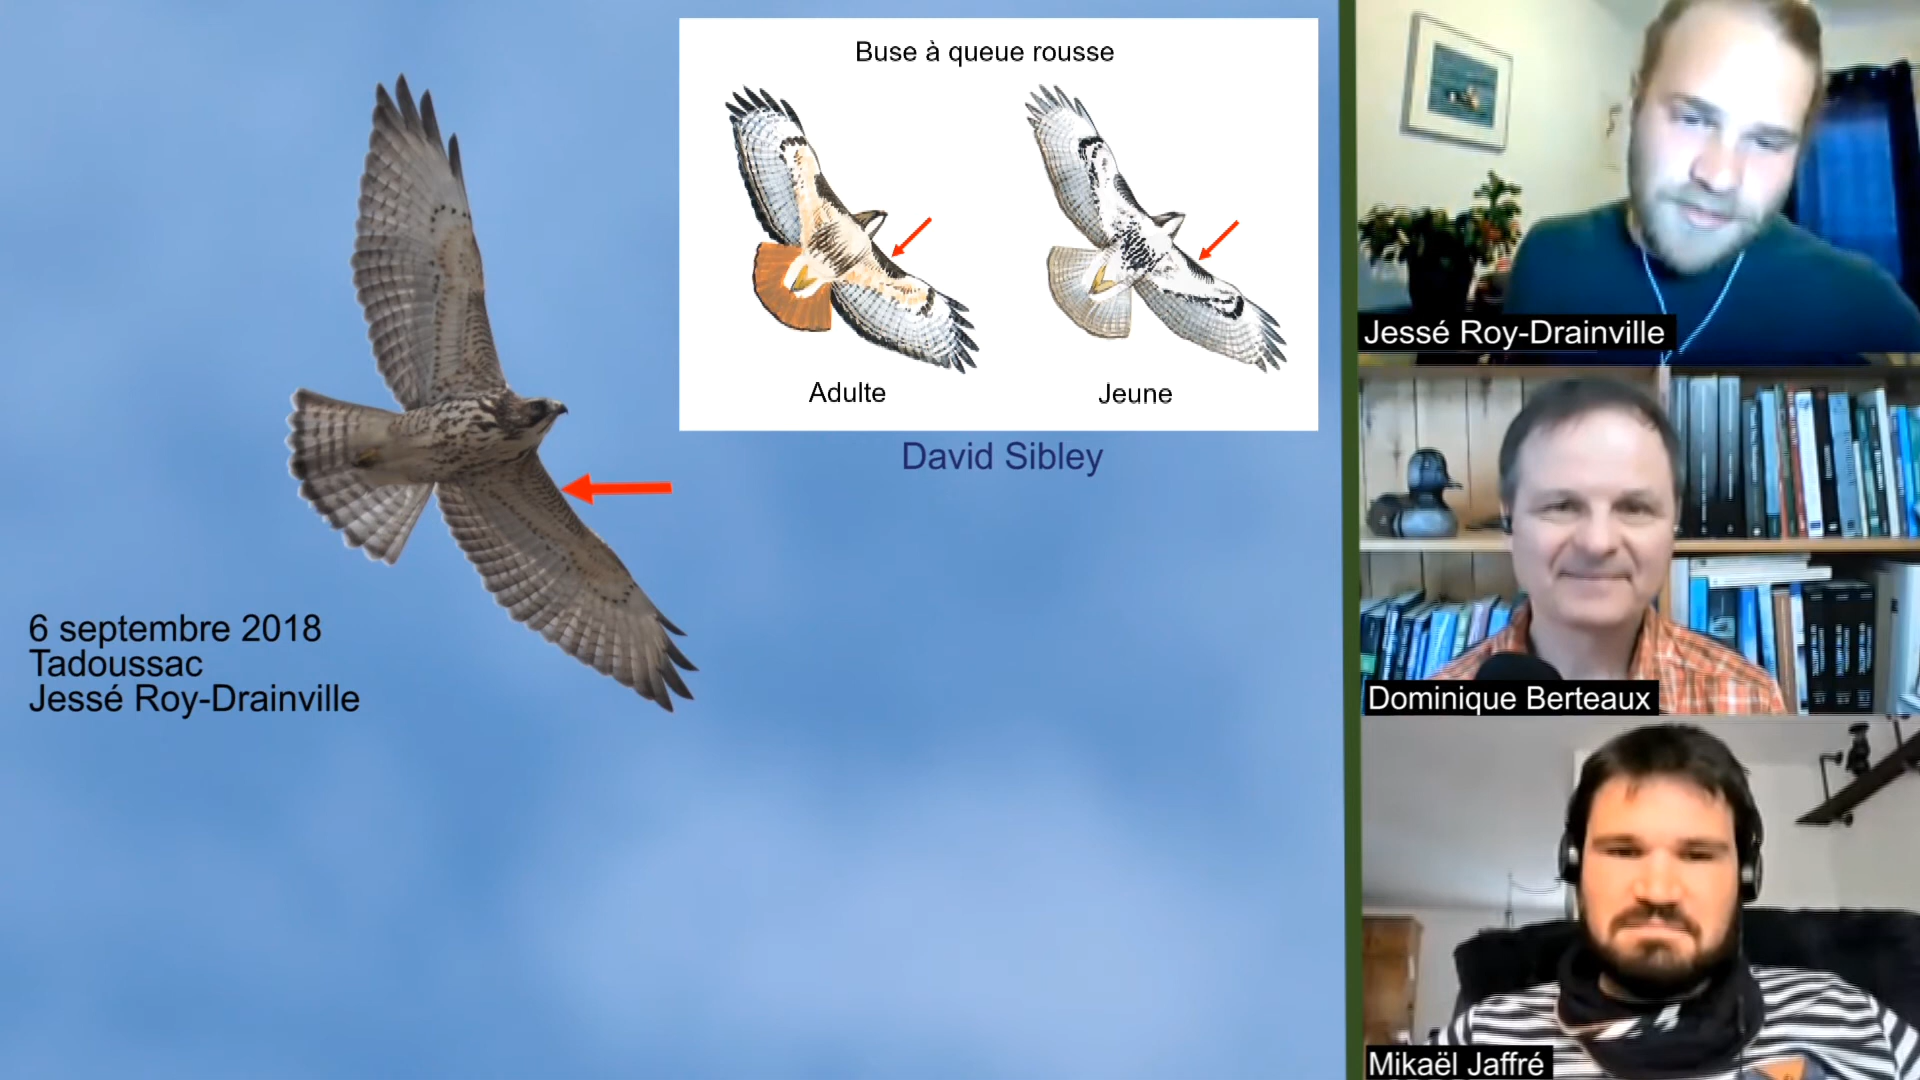 Buse à queue rousse
Adulte
Jeune
David Sibley
6 septembre 2018
Tadoussac
Jessé Roy-Drainville
Jessé Roy-Drainville
Dominique Berteaux
Mikaël Jaffré